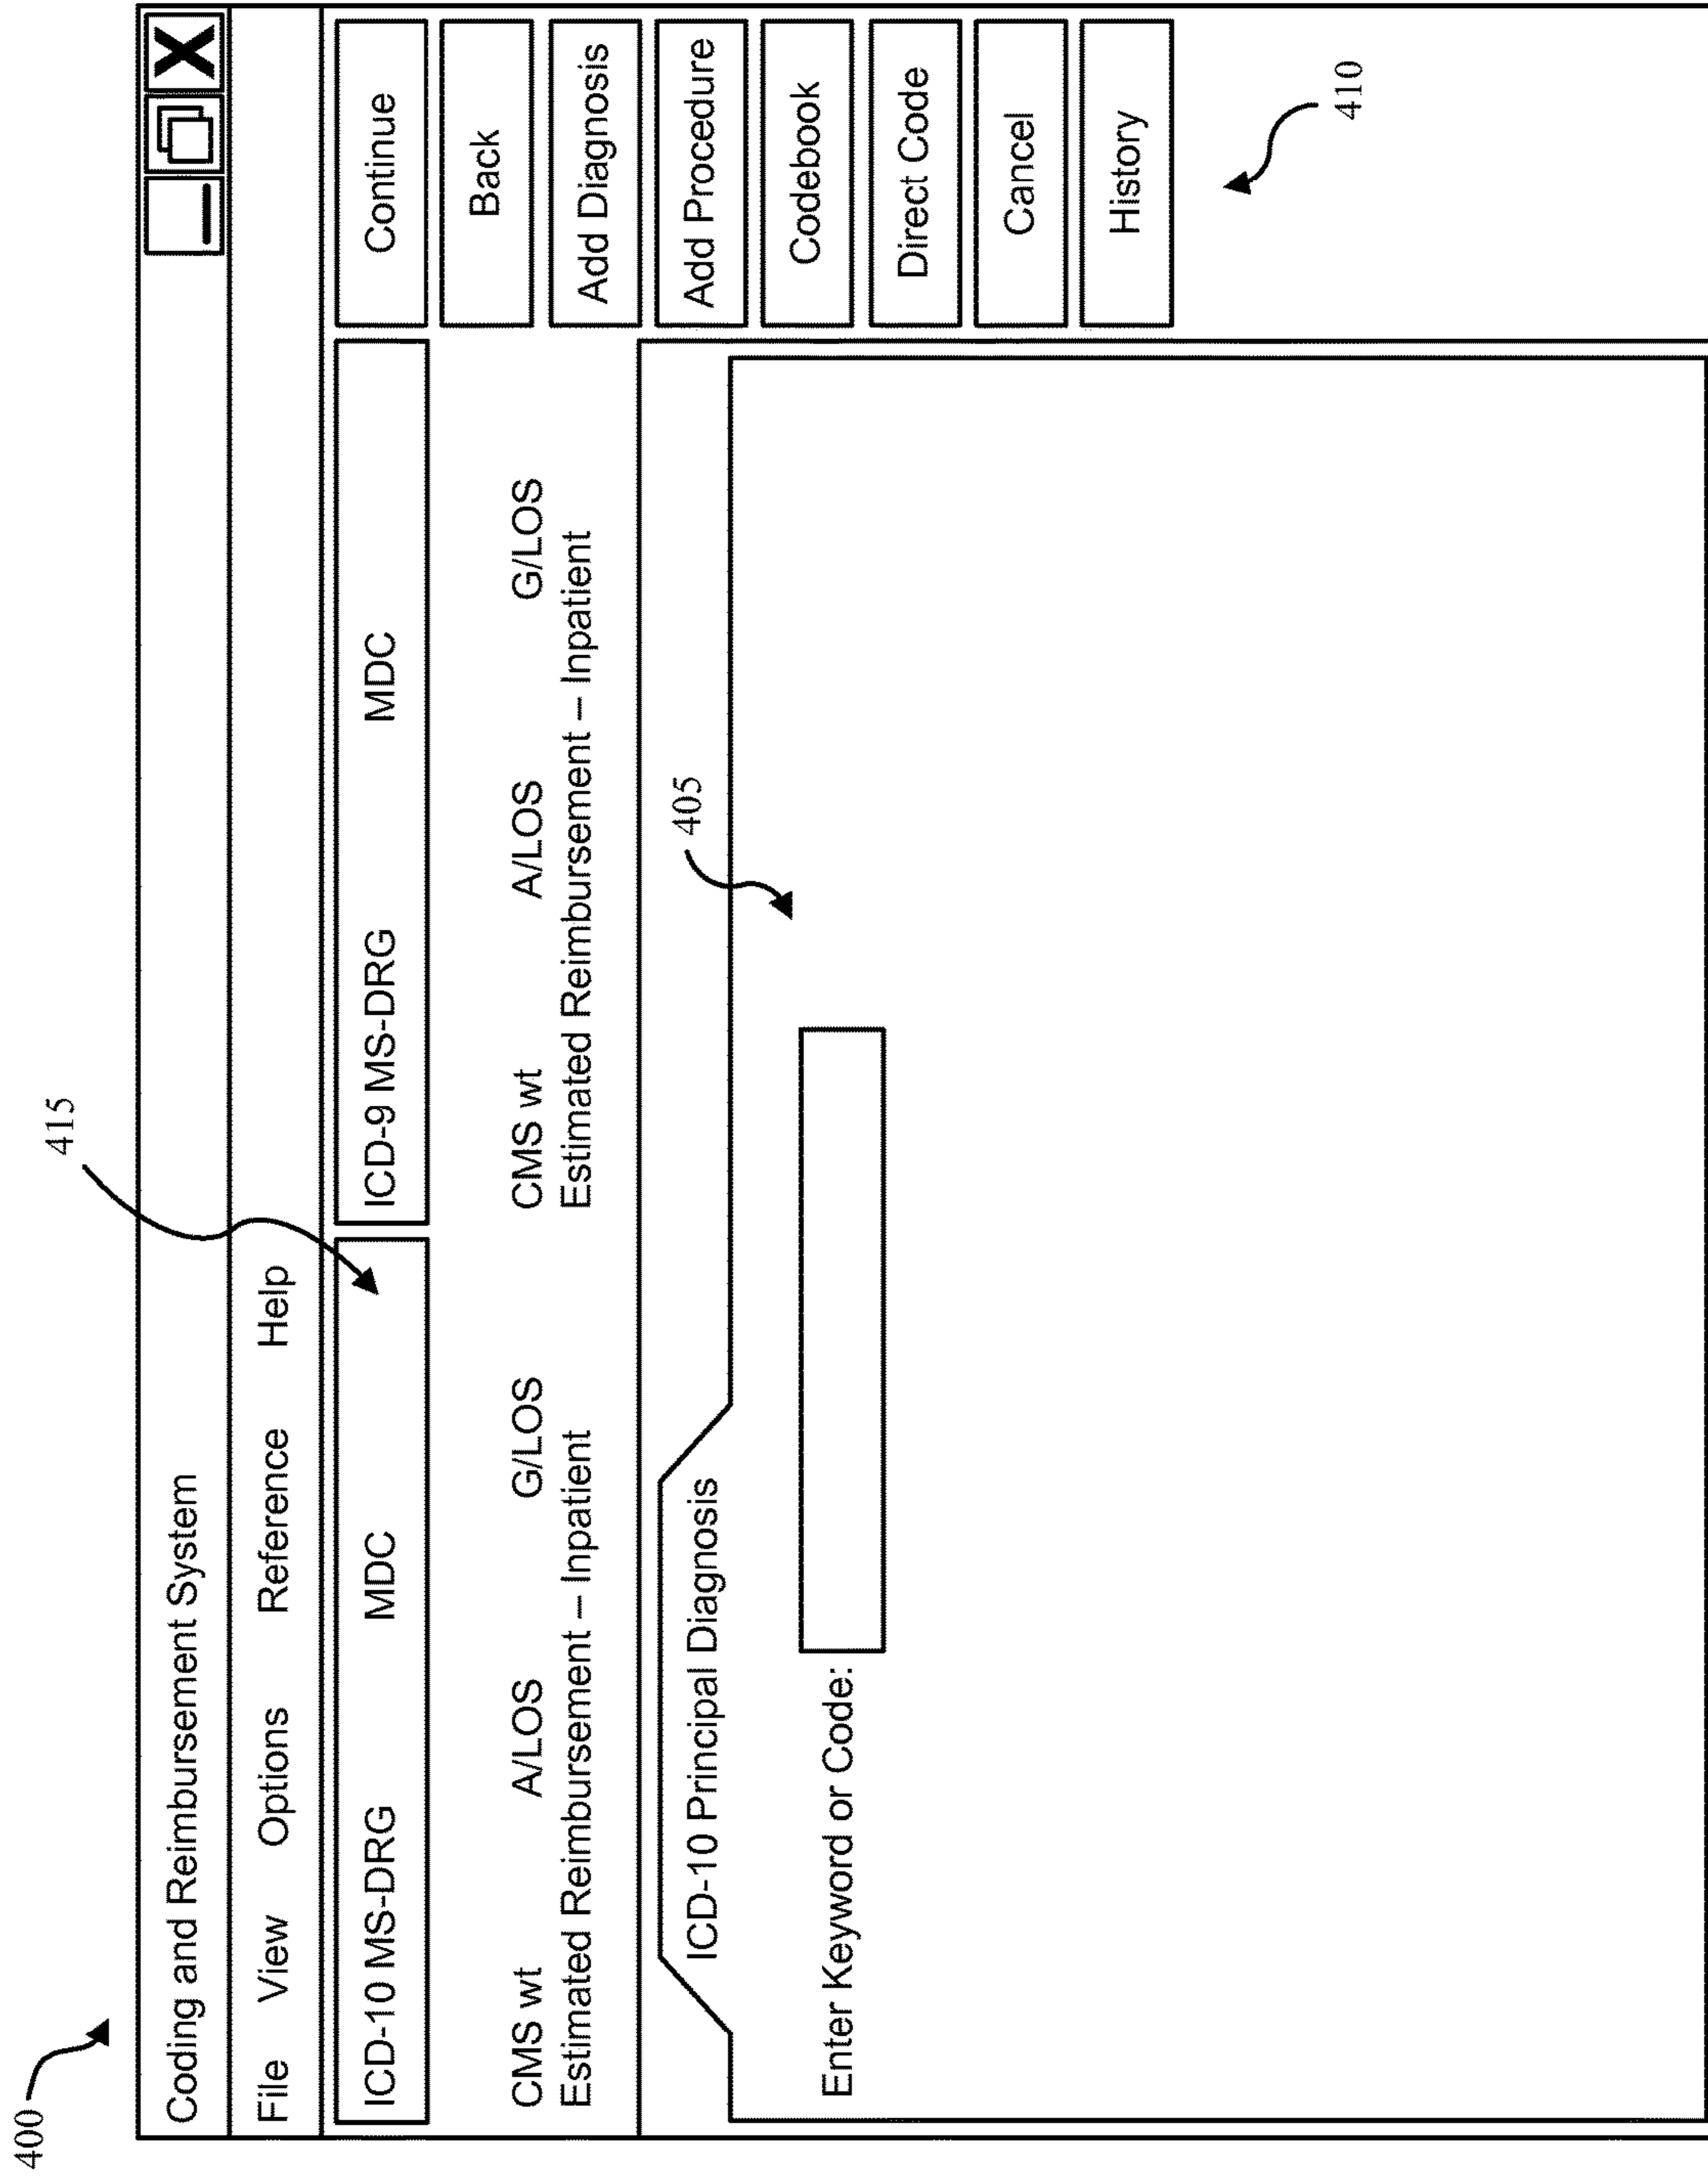 400
415
Coding and Reimbursement System
File View Options Reference Help
ICD-10 MS-DRG MDC
ICD-9 MS-DRG MDC
CMS wt A/LOS G/LOS
Estimated Reimbursement – Inpatient
CMS wt A/LOS G/LOS
Estimated Reimbursement – Inpatient
Continue
Back
Add Diagnosis
Add Procedure
Codebook
Direct Code
Cancel
History
410
ICD-10 Principal Diagnosis
405
Enter Keyword or Code: